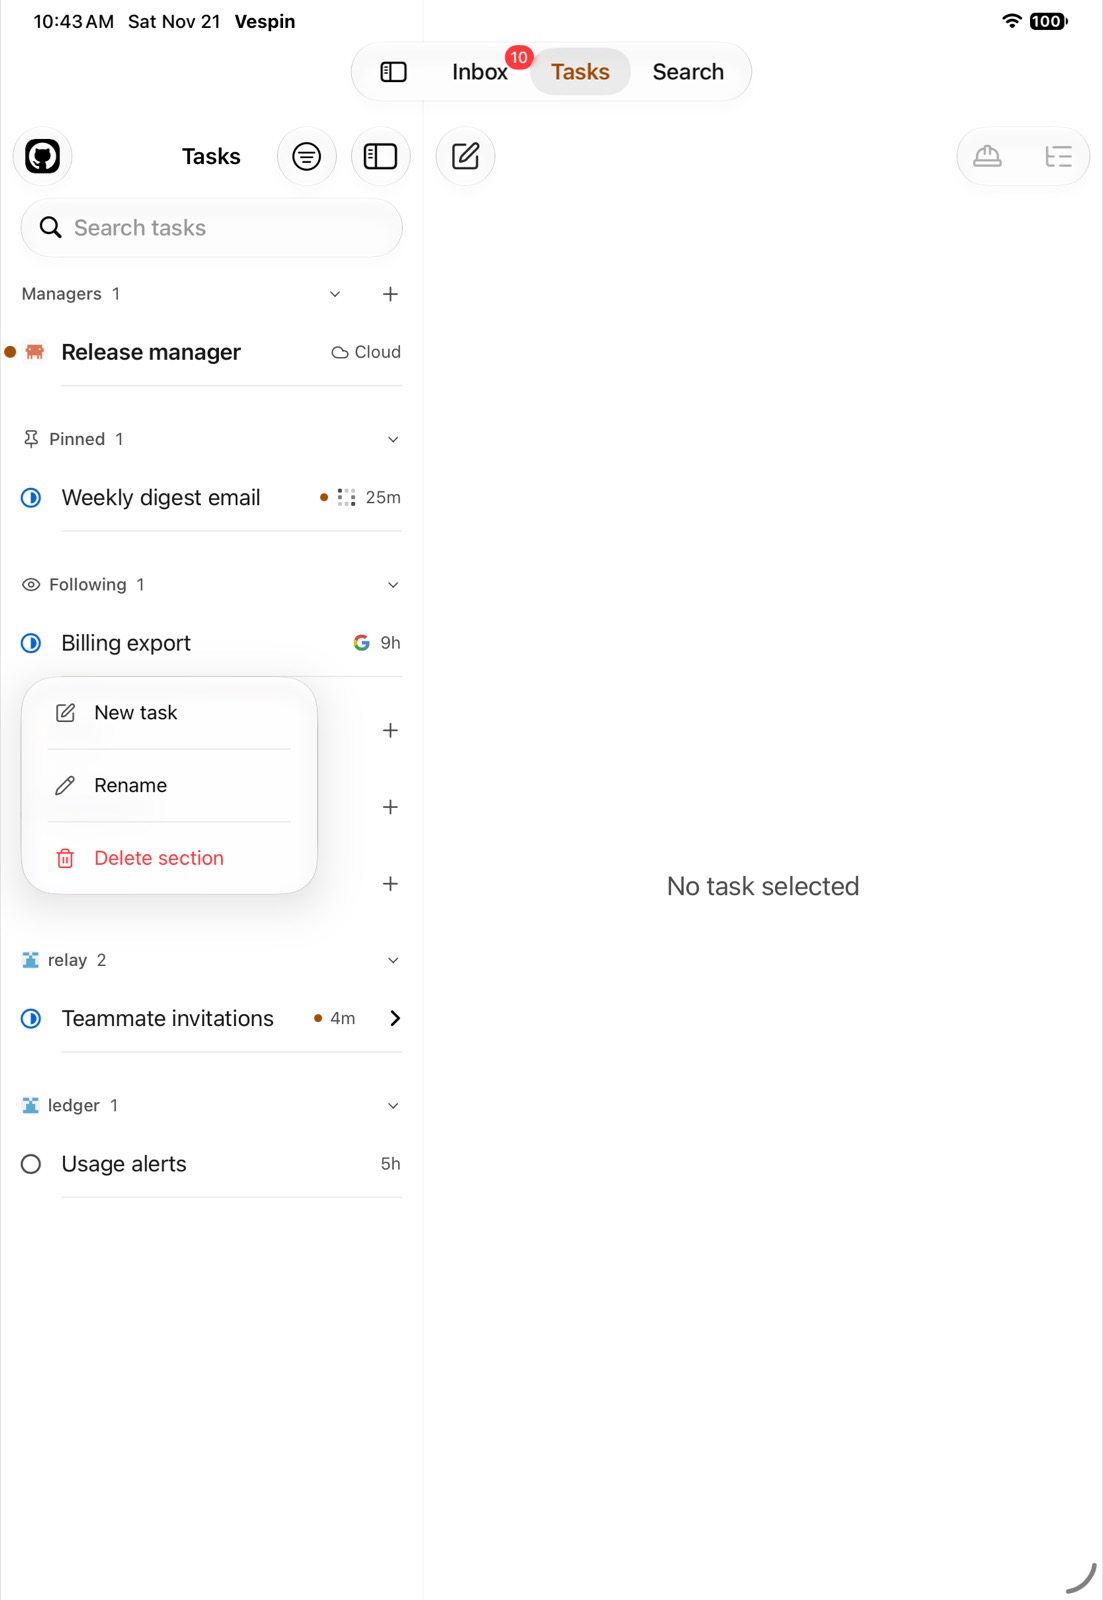 10:43 AM Sat Nov 21 Vespin
100
Inbox 10 Tasks Search
Tasks
Search tasks
Managers 1
Release manager Cloud
Pinned 1
Weekly digest email 25m
Following 1
Billing export 9h
New task
Rename
Delete section
relay 2
Teammate invitations 4m
ledger 1
Usage alerts 5h
No task selected